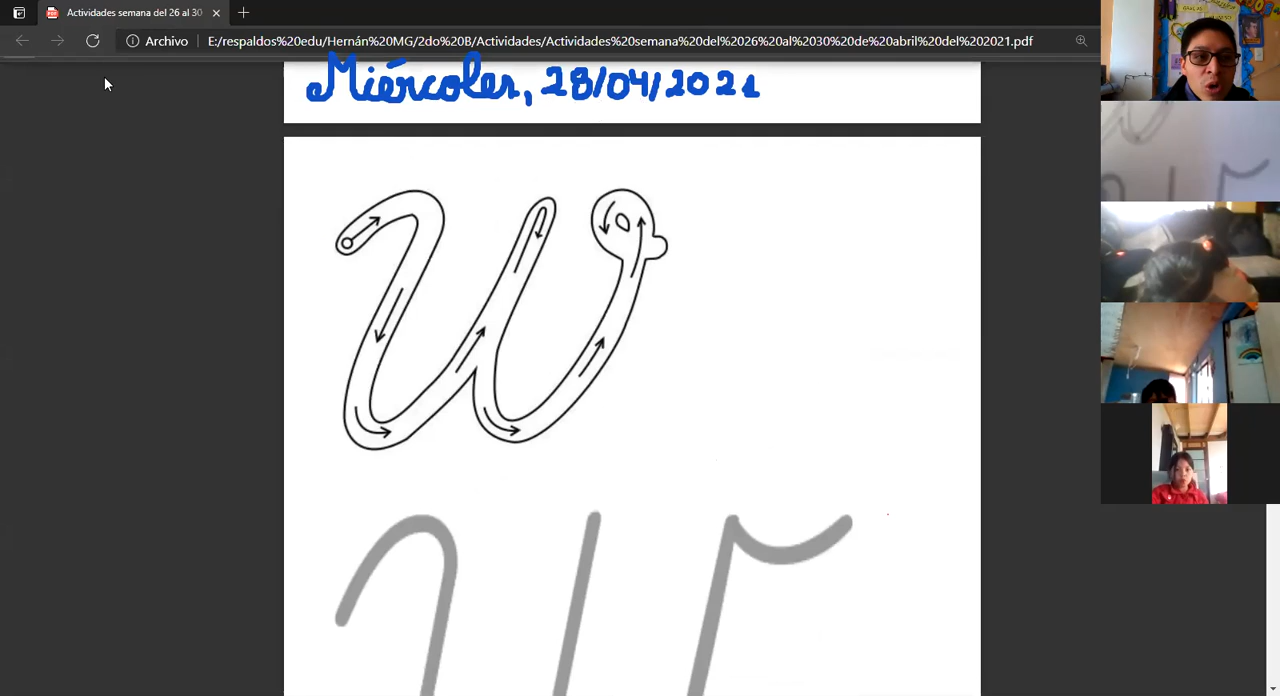 Actividades semana del 26 al 30
Archivo
E:/respaldos%20edu/Hernán%20MG/2do%20B/Actividades/Actividades%20semana%20del%2026%20al%2030%20de%20abril%20del%202021.pdf
Miércoles, 28/04/2021